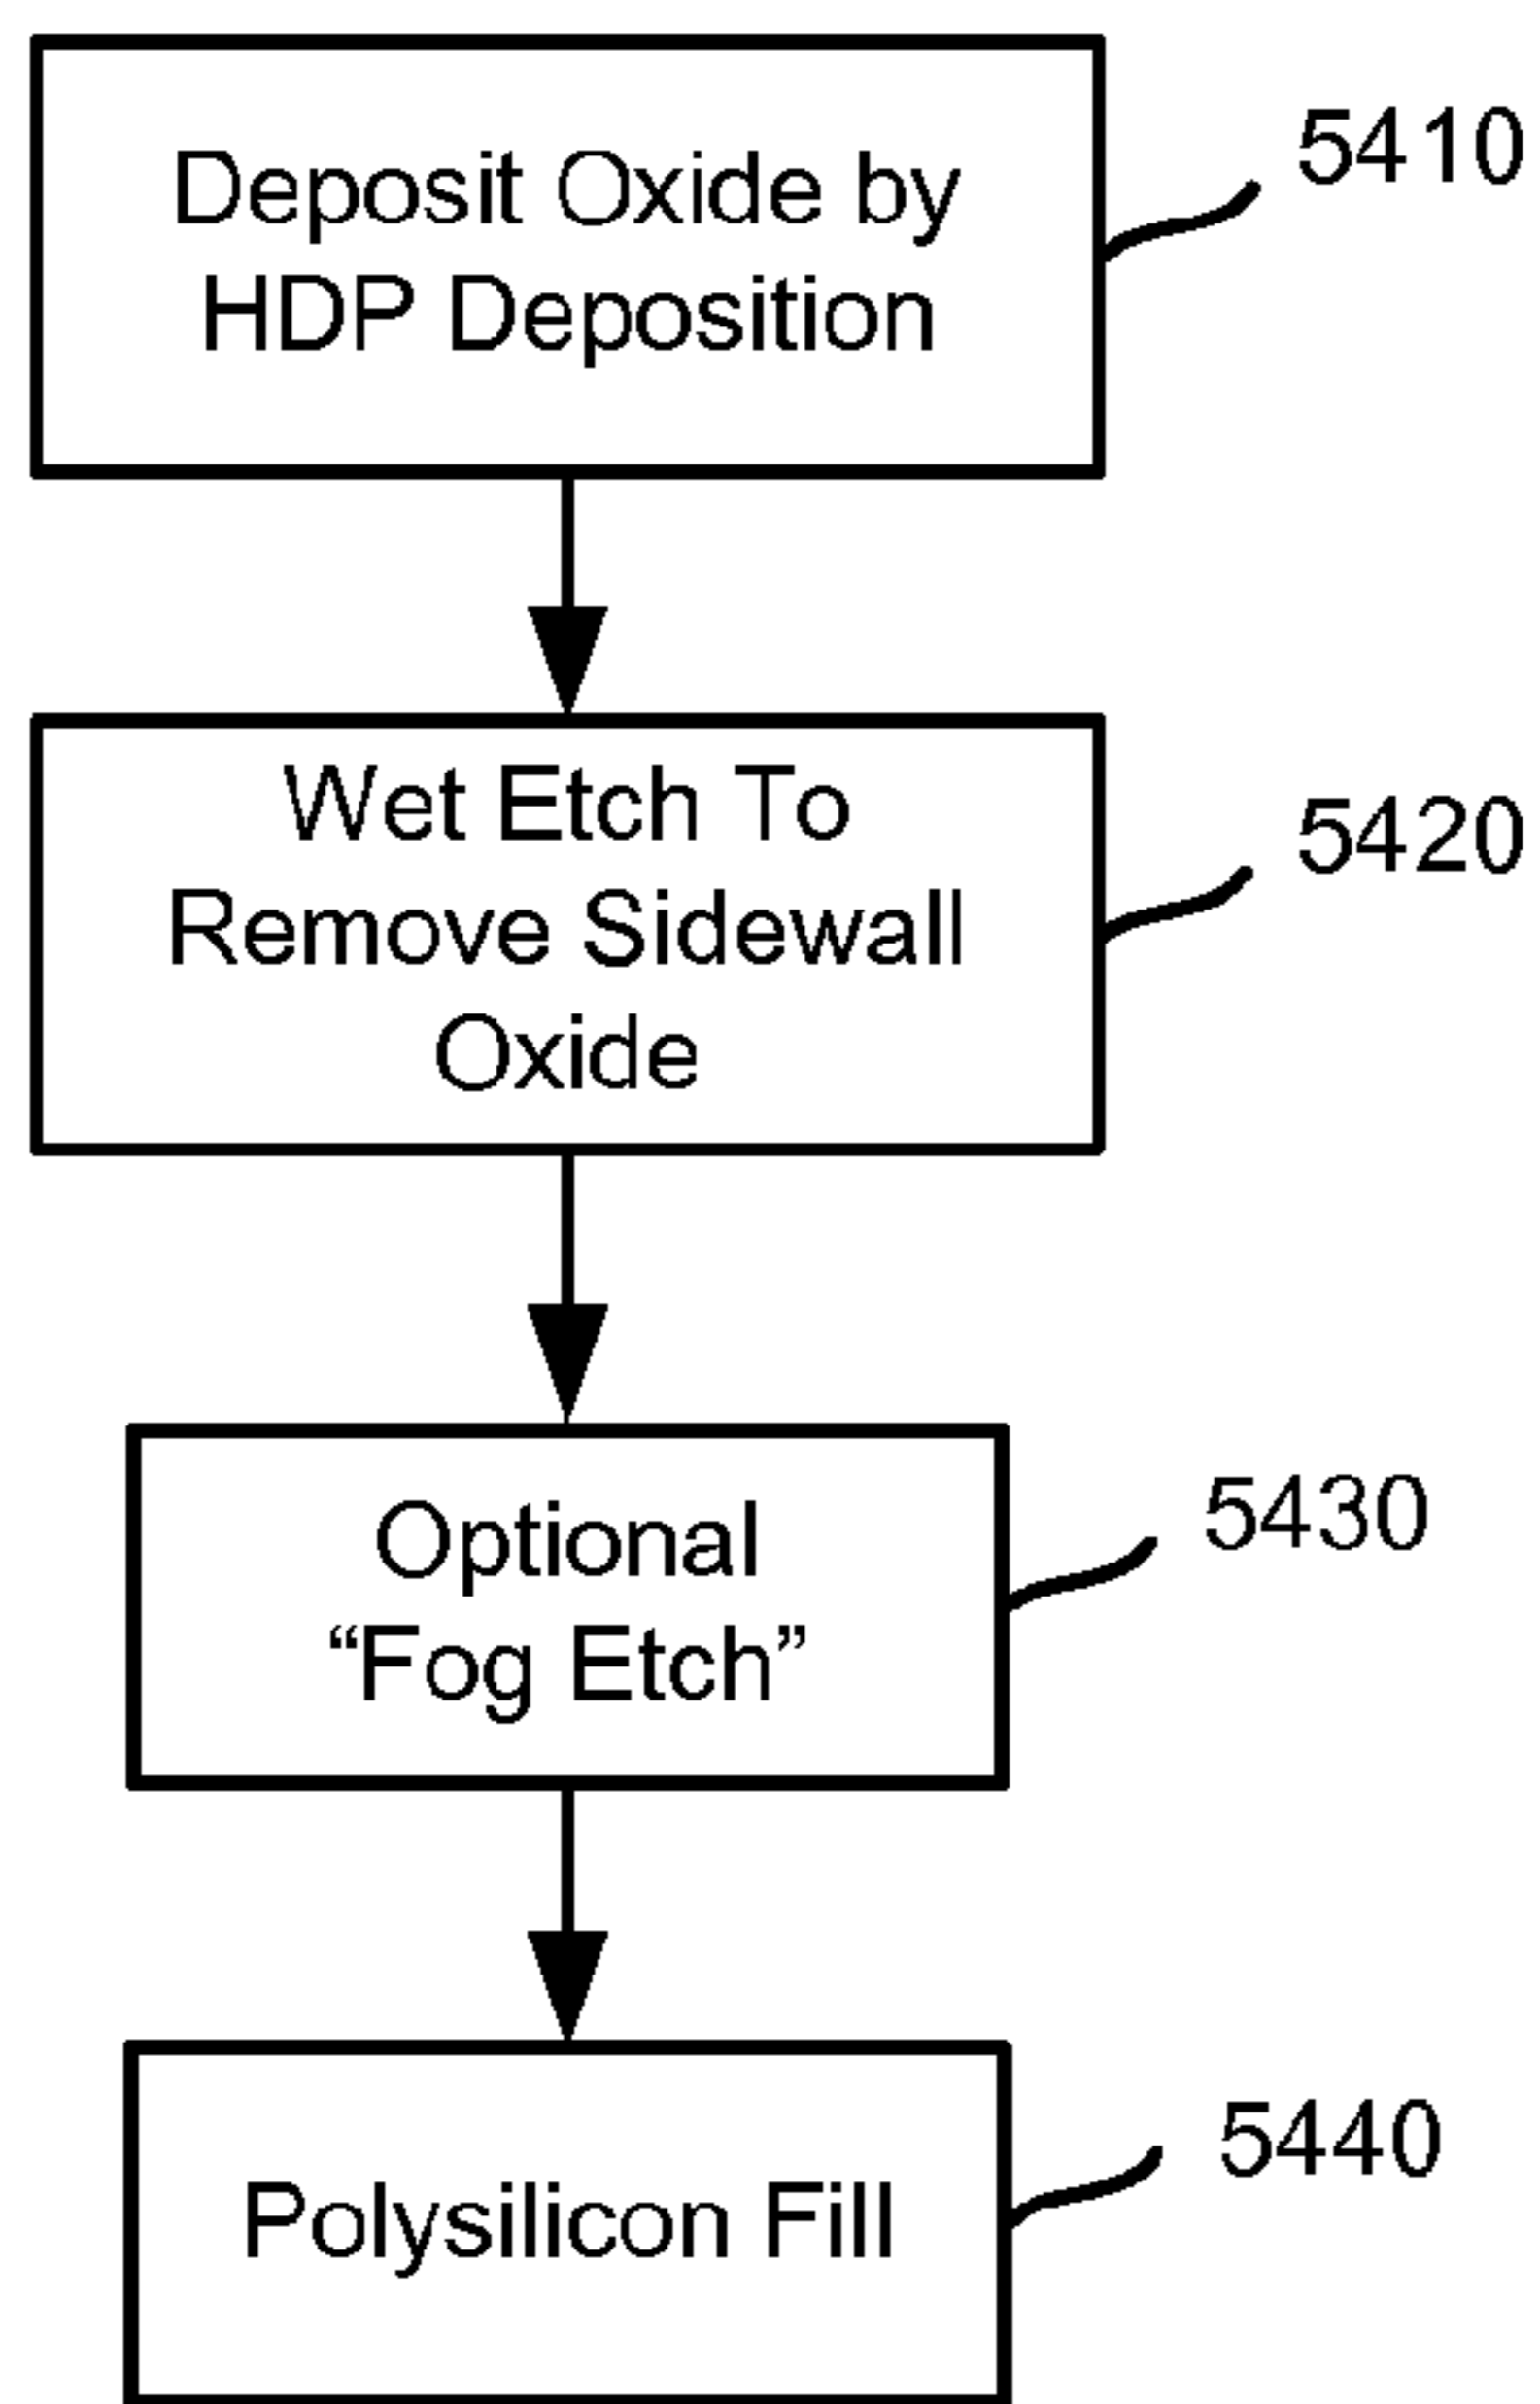 Deposit Oxide by
HDP Deposition
5410
Wet Etch To
Remove Sidewall
Oxide
5420
Optional
“Fog Etch”
5430
Polysilicon Fill
5440